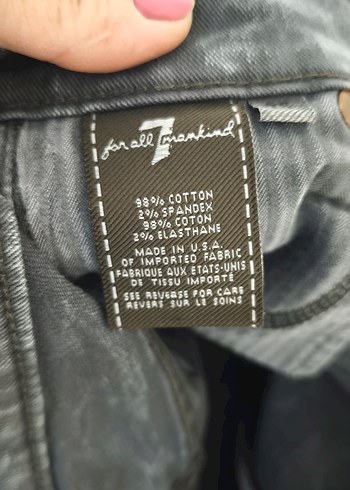 for all 7 mankind
98% COTTON
2% SPANDEX
98% COTON
2% ELASTHANE
MADE IN U.S.A.
OF IMPORTED FABRIC
FABRIQUE AUX ETATS-UNIS
DE TISSU IMPORTÉ
SEE REVERSE FOR CARE
REVERS SUR LE SOINS